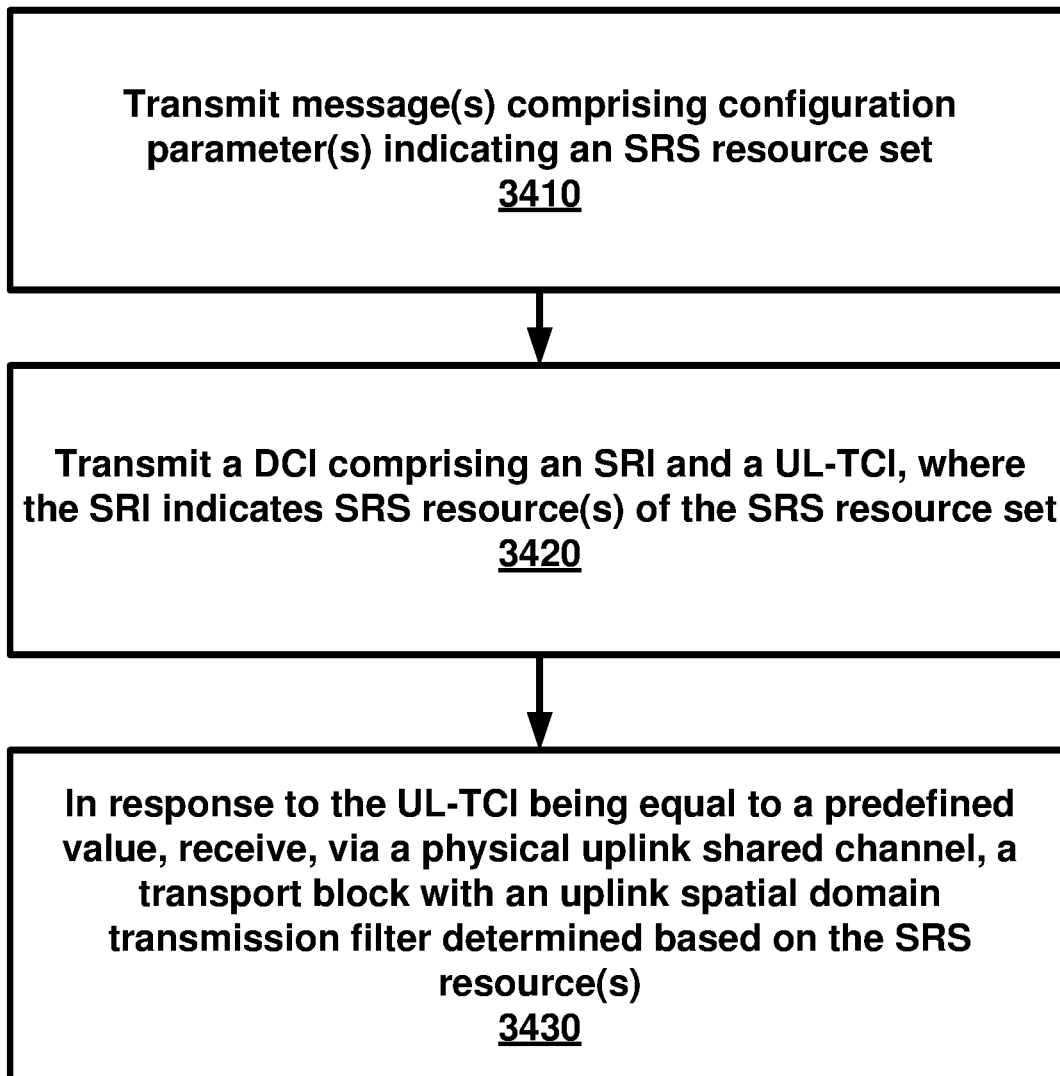 Transmit message(s) comprising configuration
parameter(s) indicating an SRS resource set
3410
Transmit a DCI comprising an SRI and a UL-TCI, where
the SRI indicates SRS resource(s) of the SRS resource set
3420
In response to the UL-TCI being equal to a predefined
value, receive, via a physical uplink shared channel, a
transport block with an uplink spatial domain
transmission filter determined based on the SRS
resource(s)
3430